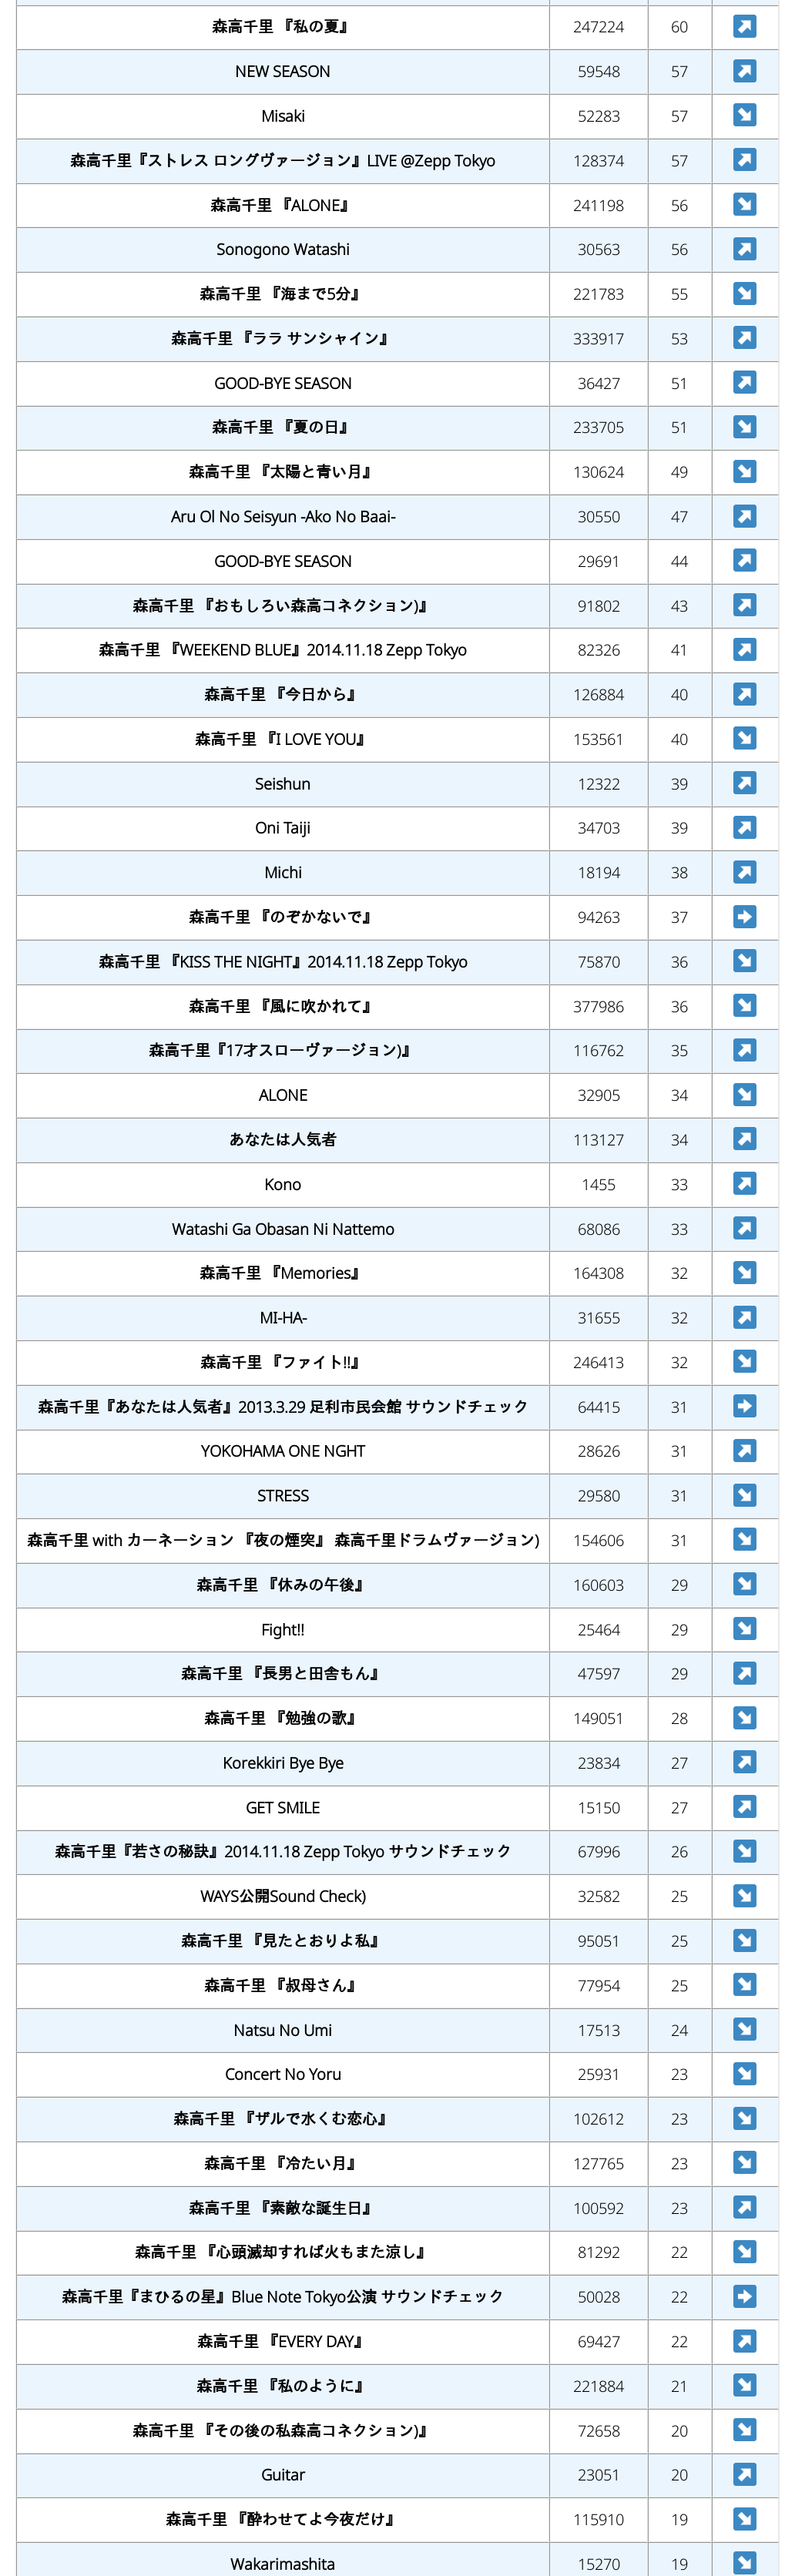 森高千里 『私の夏』 247224 60 ↗
NEW SEASON 59548 57 ↗
Misaki 52283 57 ↘
森高千里『ストレス ロングヴァージョン』LIVE @Zepp Tokyo 128374 57 ↗
森高千里 『ALONE』 241198 56 ↘
Sonogono Watashi 30563 56 ↗
森高千里 『海まで5分』 221783 55 ↘
森高千里 『ララ サンシャイン』 333917 53 ↗
GOOD-BYE SEASON 36427 51 ↗
森高千里 『夏の日』 233705 51 ↘
森高千里 『太陽と青い月』 130624 49 ↘
Aru Ol No Seisyun -Ako No Baai- 30550 47 ↗
GOOD-BYE SEASON 29691 44 ↗
森高千里 『おもしろい森高コネクション)』 91802 43 ↗
森高千里 『WEEKEND BLUE』2014.11.18 Zepp Tokyo 82326 41 ↗
森高千里 『今日から』 126884 40 ↗
森高千里 『I LOVE YOU』 153561 40 ↘
Seishun 12322 39 ↗
Oni Taiji 34703 39 ↗
Michi 18194 38 ↗
森高千里 『のぞかないで』 94263 37 ➡
森高千里 『KISS THE NIGHT』2014.11.18 Zepp Tokyo 75870 36 ↘
森高千里 『風に吹かれて』 377986 36 ↘
森高千里『17才スローヴァージョン)』 116762 35 ↗
ALONE 32905 34 ↘
あなたは人気者 113127 34 ↗
Kono 1455 33 ↗
Watashi Ga Obasan Ni Nattemo 68086 33 ↗
森高千里 『Memories』 164308 32 ↘
MI-HA- 31655 32 ↗
森高千里 『ファイト!!』 246413 32 ↘
森高千里『あなたは人気者』2013.3.29 足利市民会館 サウンドチェック 64415 31 ➡
YOKOHAMA ONE NGHT 28626 31 ↗
STRESS 29580 31 ↘
森高千里 with カーネーション 『夜の煙突』 森高千里ドラムヴァージョン) 154606 31 ↘
森高千里 『休みの午後』 160603 29 ↘
Fight!! 25464 29 ↘
森高千里 『長男と田舎もん』 47597 29 ↗
森高千里 『勉強の歌』 149051 28 ↘
Korekkiri Bye Bye 23834 27 ↗
GET SMILE 15150 27 ↗
森高千里『若さの秘訣』2014.11.18 Zepp Tokyo サウンドチェック 67996 26 ↘
WAYS公開Sound Check) 32582 25 ↘
森高千里 『見たとおりよ私』 95051 25 ↘
森高千里 『叔母さん』 77954 25 ↘
Natsu No Umi 17513 24 ↘
Concert No Yoru 25931 23 ↘
森高千里 『ザルで水くむ恋心』 102612 23 ↘
森高千里 『冷たい月』 127765 23 ↘
森高千里 『素敵な誕生日』 100592 23 ↗
森高千里 『心頭滅却すれば火もまた涼し』 81292 22 ↘
森高千里『まひるの星』Blue Note Tokyo公演 サウンドチェック 50028 22 ➡
森高千里 『EVERY DAY』 69427 22 ↗
森高千里 『私のように』 221884 21 ↘
森高千里 『その後の私森高コネクション)』 72658 20 ↘
Guitar 23051 20 ↗
森高千里 『酔わせてよ今夜だけ』 115910 19 ↘
Wakarimashita 15270 19 ↘